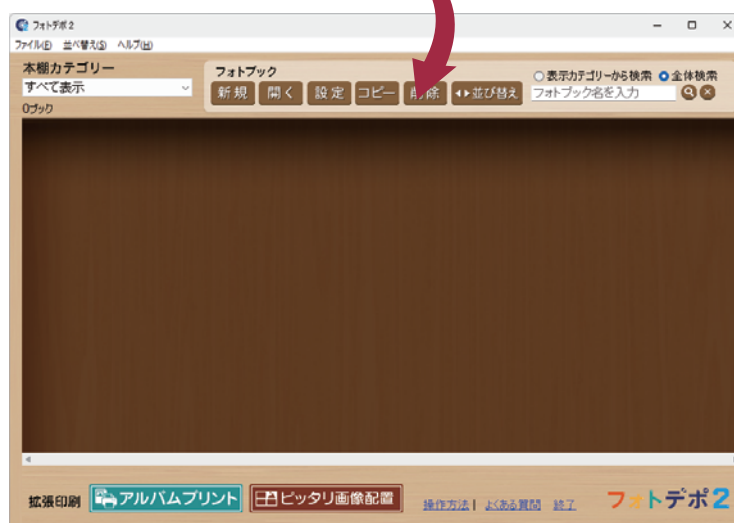 フォトデポ2
ファイル(F) 並べ替え(S) ヘルプ(H)
本棚カテゴリー
すべて表示
0ブック
フォトブック
新規 開く 設定 コピー 削除 並び替え
表示カテゴリーから検索 全体検索
フォトブック名を入力
拡張印刷 アルバムプリント ピッタリ画像配置 操作方法 | よくある質問 終了 フォトデポ2